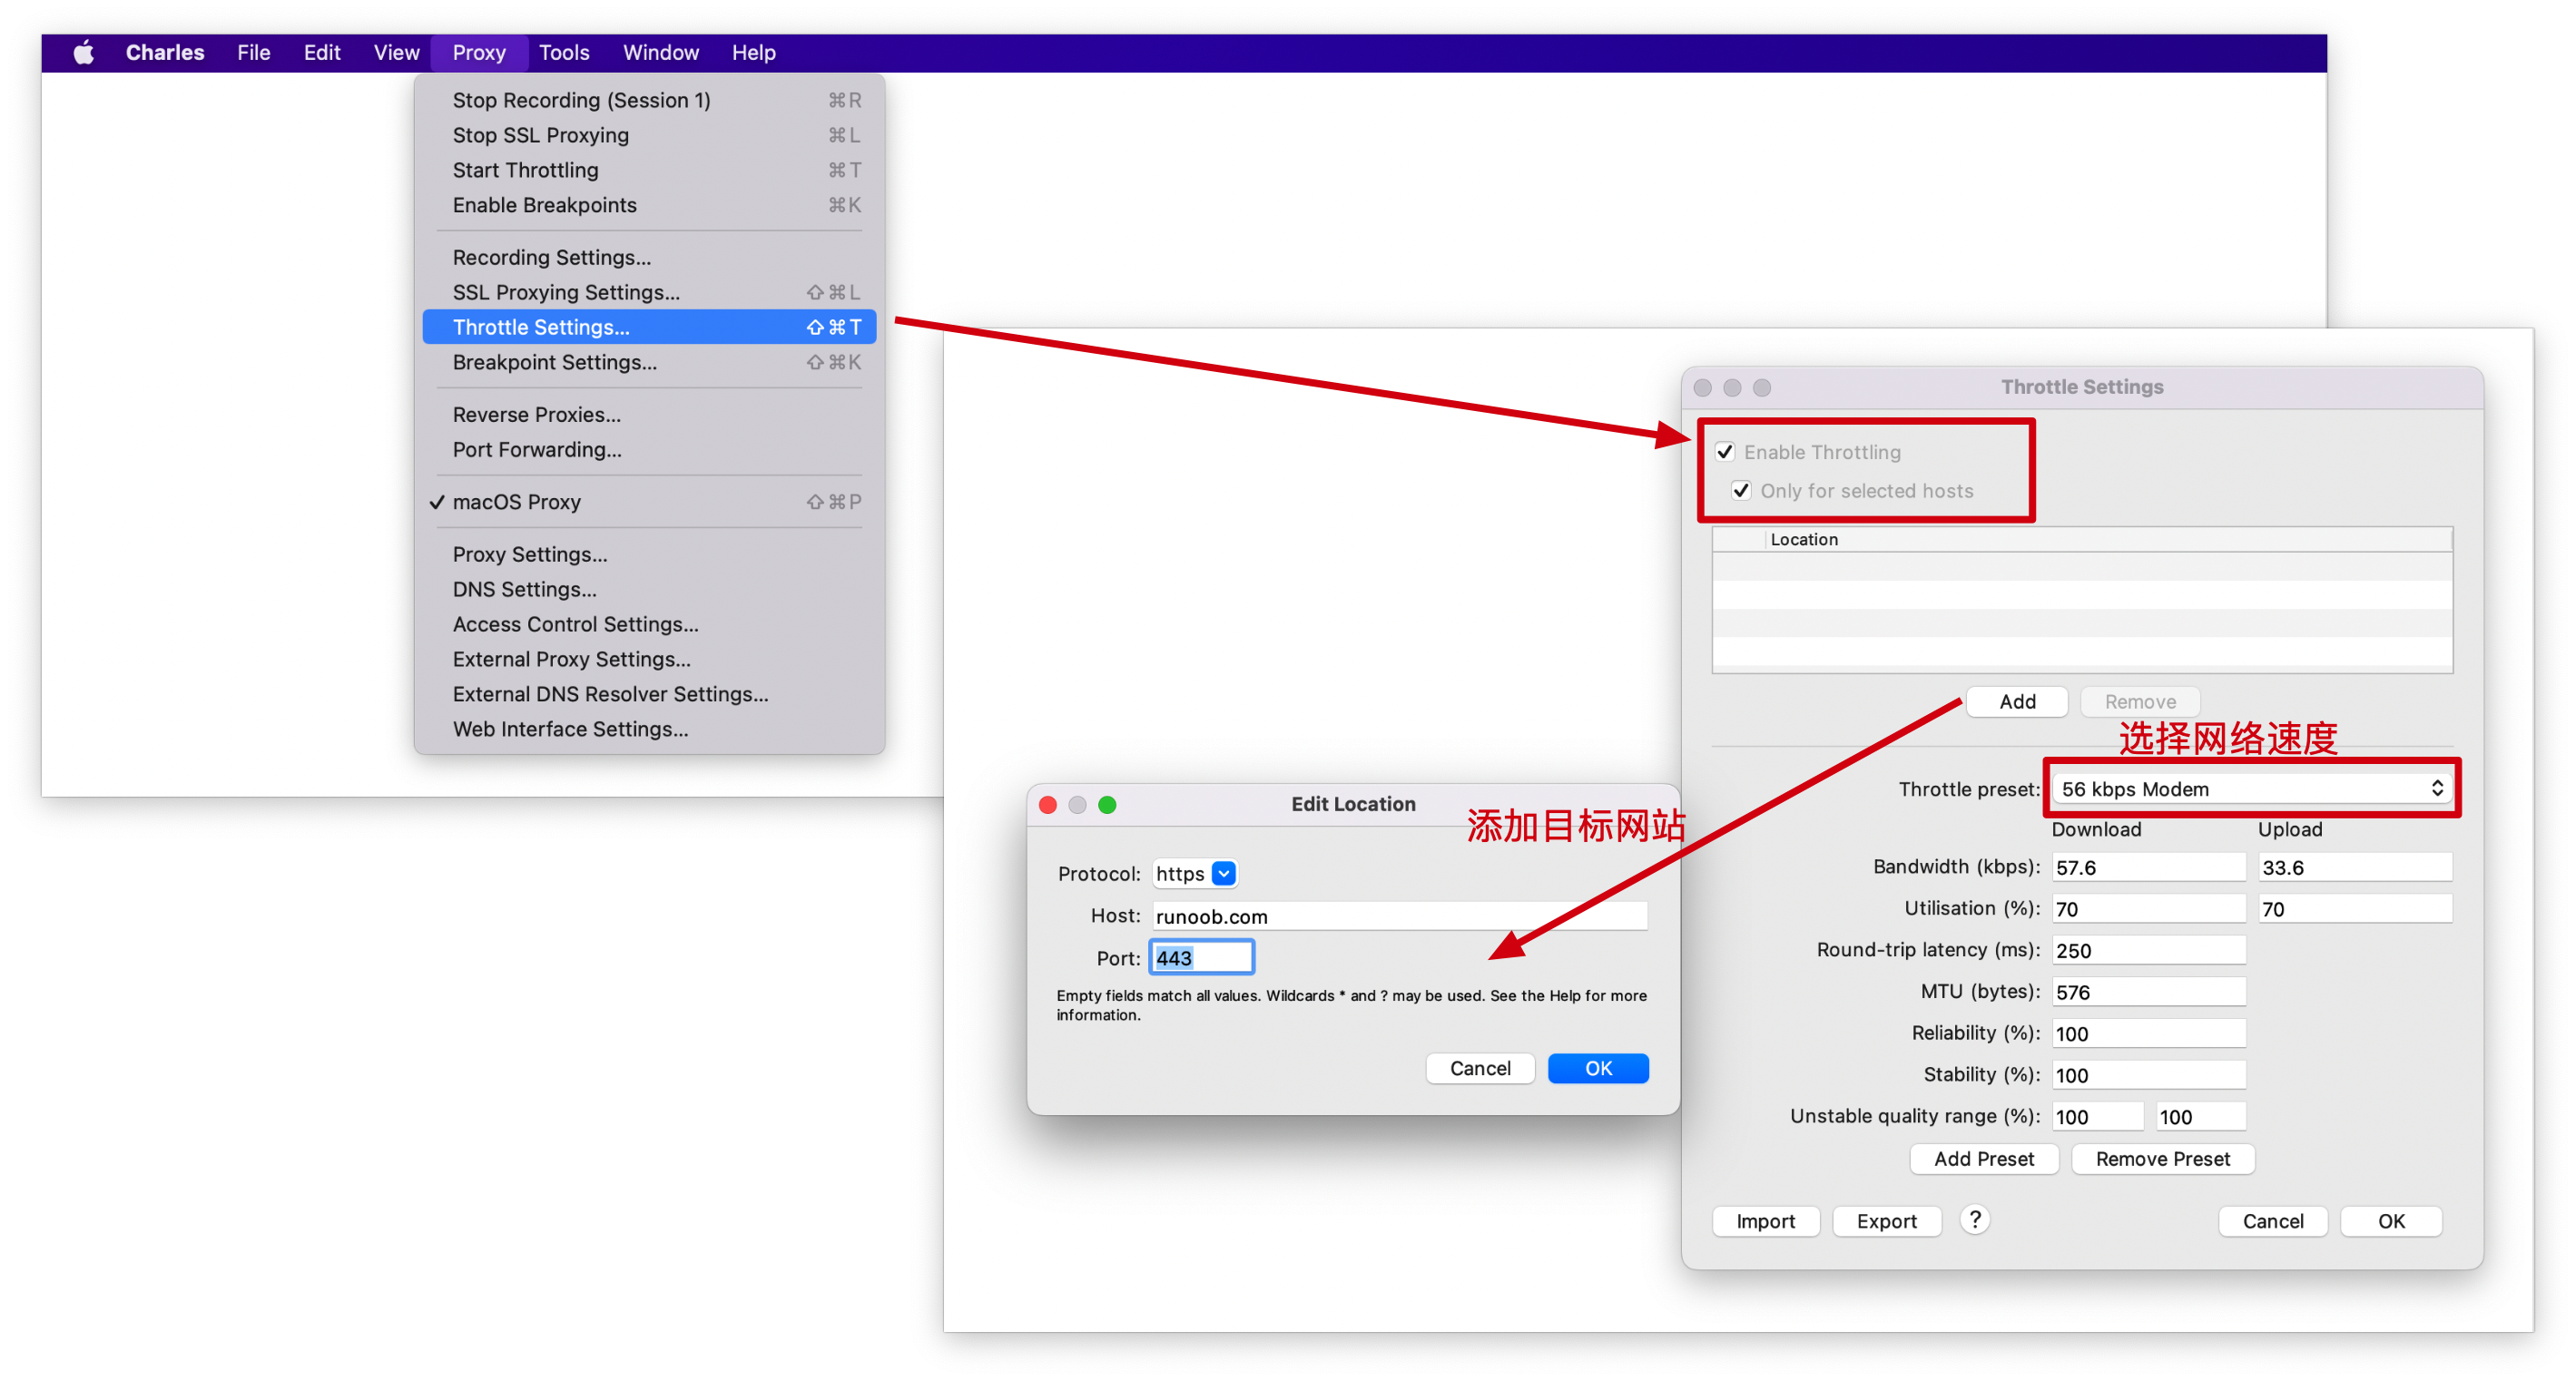 Charles File Edit View Proxy Tools Window Help
Stop Recording (Session 1) ⌘R
Stop SSL Proxying ⌘L
Start Throttling ⌘T
Enable Breakpoints ⌘K
Recording Settings...
SSL Proxying Settings... ⇧⌘L
Throttle Settings... ⇧⌘T
Breakpoint Settings... ⇧⌘K
Reverse Proxies...
Port Forwarding...
✓ macOS Proxy ⇧⌘P
Proxy Settings...
DNS Settings...
Access Control Settings...
External Proxy Settings...
External DNS Resolver Settings...
Web Interface Settings...
Throttle Settings
Enable Throttling
Only for selected hosts
Location
Add Remove
选择网络速度
Throttle preset: 56 kbps Modem
Download Upload
Bandwidth (kbps): 57.6 33.6
Utilisation (%): 70 70
Round-trip latency (ms): 250
MTU (bytes): 576
Reliability (%): 100
Stability (%): 100
Unstable quality range (%): 100 100
Add Preset Remove Preset
Import Export ? Cancel OK
Edit Location
添加目标网站
Protocol: https
Host: runoob.com
Port: 443
Empty fields match all values. Wildcards * and ? may be used. See the Help for more
information.
Cancel OK